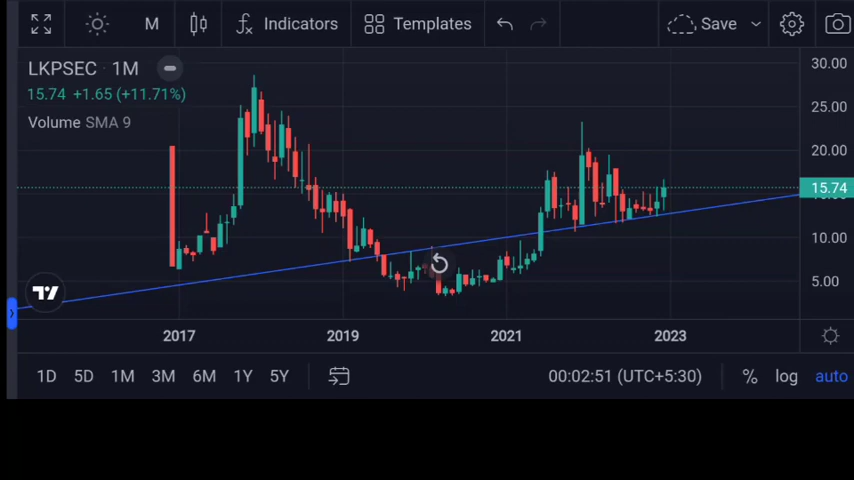 M Indicators Templates Save
LKPSEC · 1M
15.74 +1.65 (+11.71%)
Volume SMA 9
30.00
25.00
20.00
15.74
10.00
5.00
2017 2019 2021 2023
1D 5D 1M 3M 6M 1Y 5Y 00:02:51 (UTC+5:30) % log auto